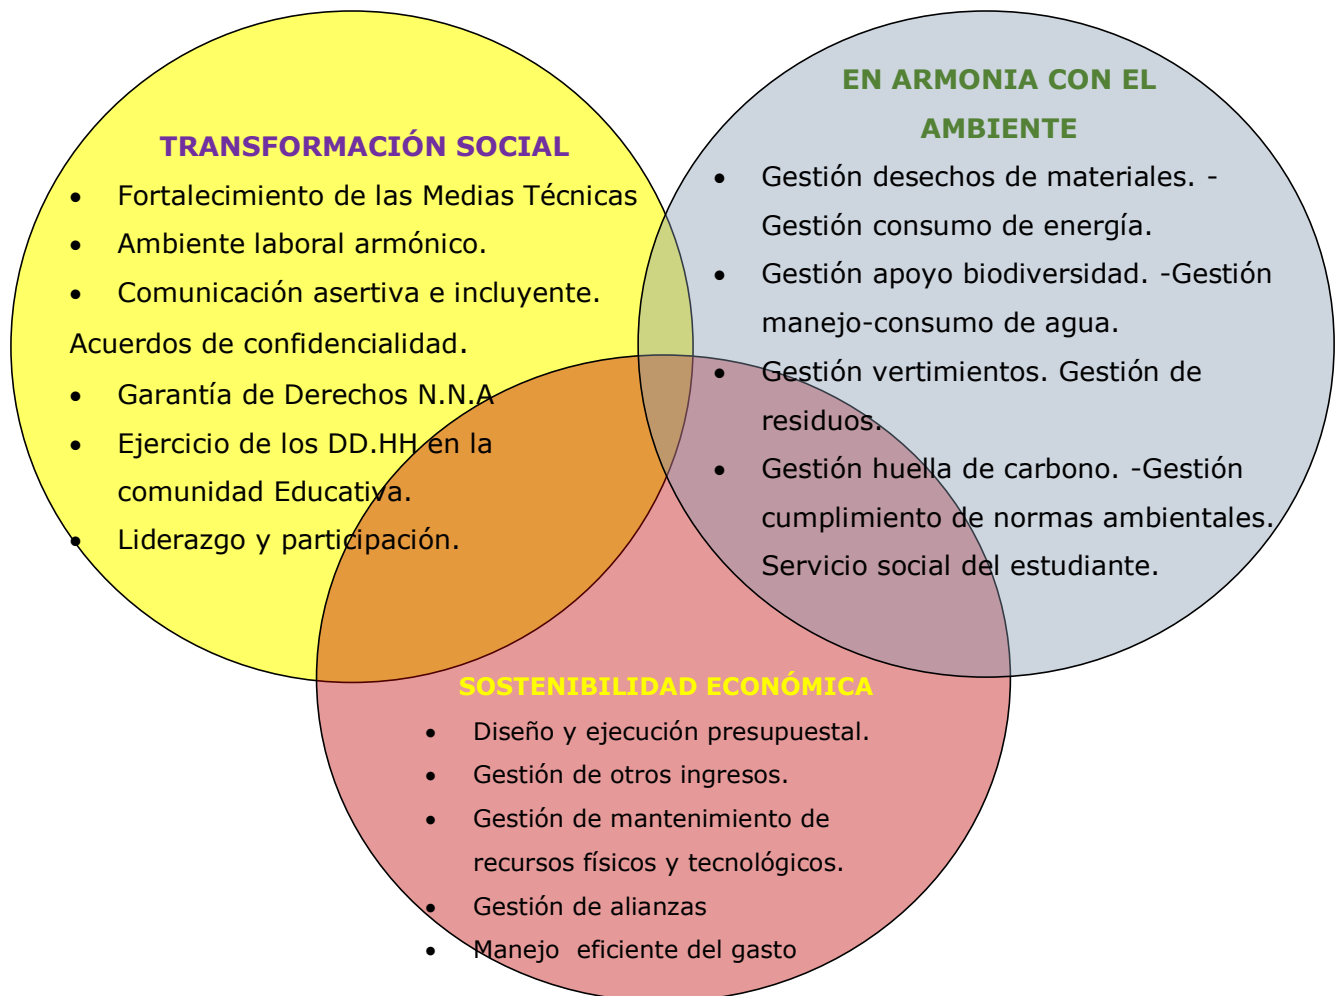 TRANSFORMACIÓN SOCIAL
• Fortalecimiento de las Medias Técnicas
• Ambiente laboral armónico.
• Comunicación asertiva e incluyente.
Acuerdos de confidencialidad.
• Garantía de Derechos N.N.A
• Ejercicio de los DD.HH en la
comunidad Educativa.
• Liderazgo y participación.
EN ARMONIA CON EL
AMBIENTE
• Gestión desechos de materiales. -
Gestión consumo de energía.
• Gestión apoyo biodiversidad. -Gestión
manejo-consumo de agua.
• Gestión vertimientos. Gestión de
residuos.
• Gestión huella de carbono. -Gestión
cumplimiento de normas ambientales.
Servicio social del estudiante.
SOSTENIBILIDAD ECONÓMICA
• Diseño y ejecución presupuestal.
• Gestión de otros ingresos.
• Gestión de mantenimiento de
recursos físicos y tecnológicos.
• Gestión de alianzas
• Manejo eficiente del gasto